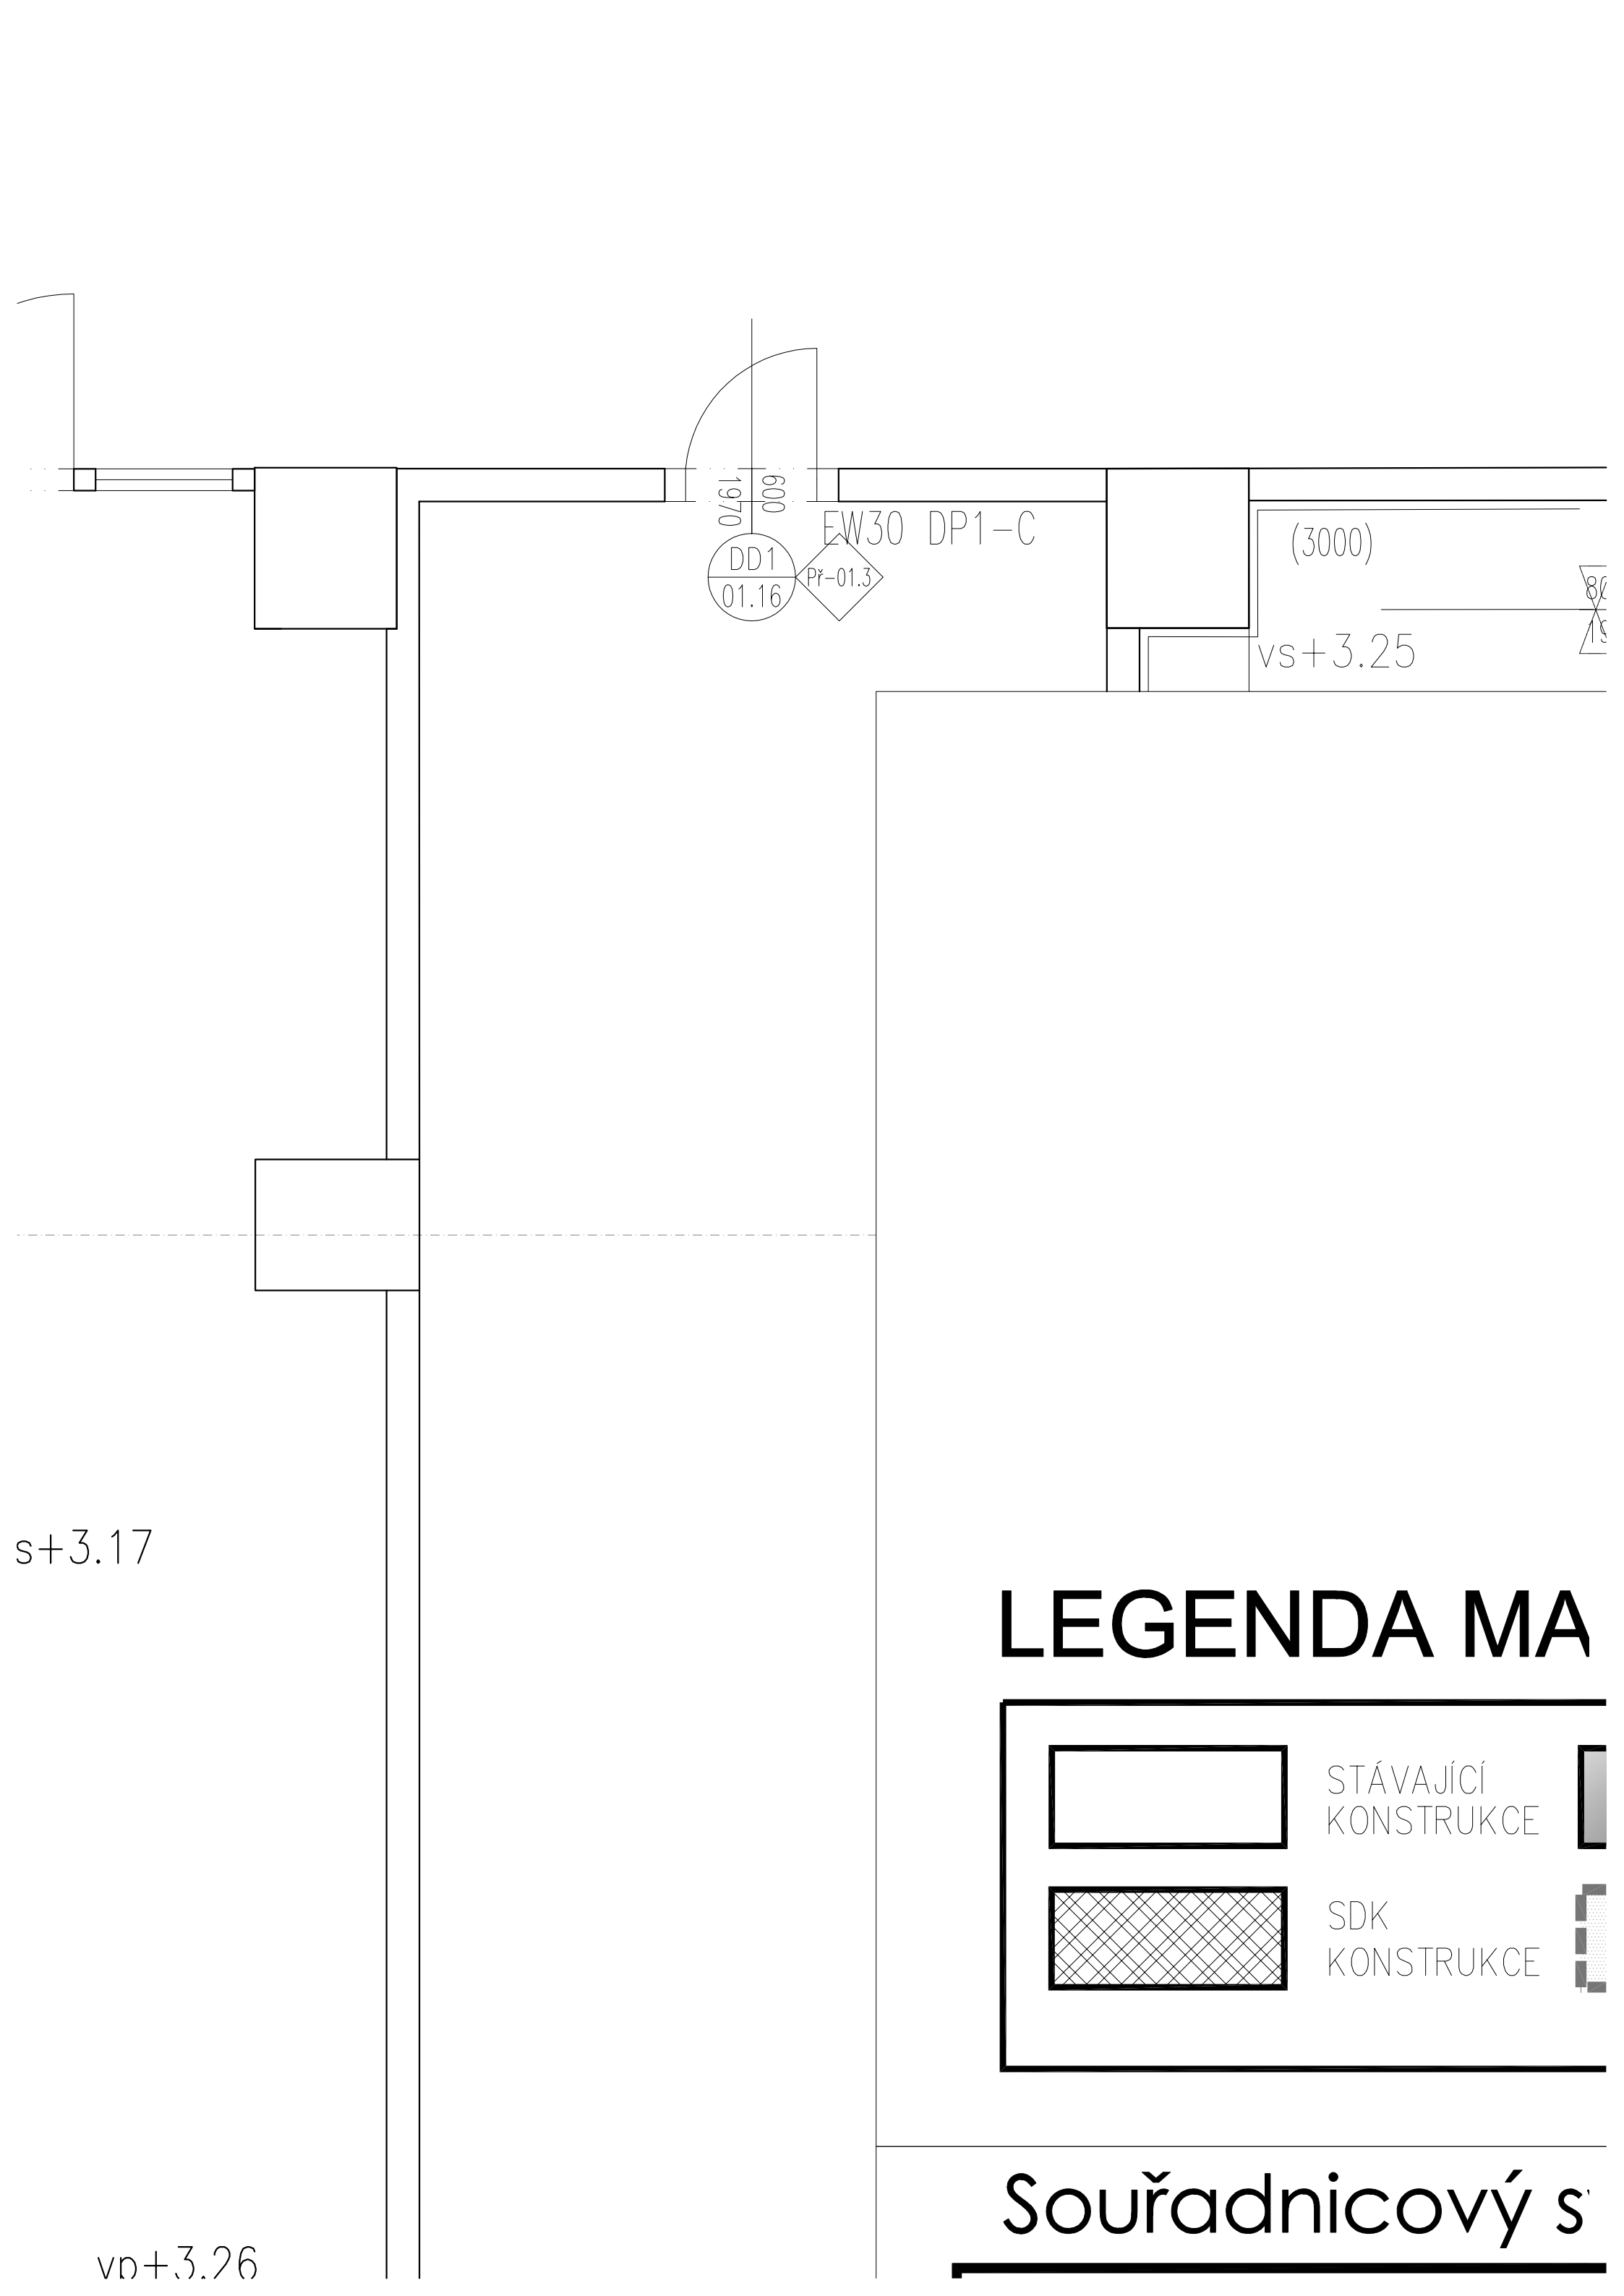 600
1970
EW30 DP1-C
DD1
01.16
Př-01.3
(3000)
vs+3.25
s+3.17
LEGENDA MA
STÁVAJÍCÍ
KONSTRUKCE
SDK
KONSTRUKCE
Souřadnicový
vp+3.26